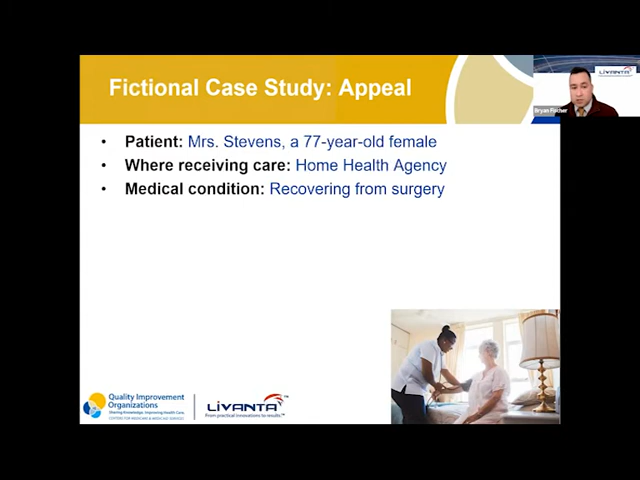 Fictional Case Study: Appeal
LIVANTA
Bryan Fischer
• Patient: Mrs. Stevens, a 77-year-old female
• Where receiving care: Home Health Agency
• Medical condition: Recovering from surgery
Quality Improvement
Organizations
Sharing Knowledge. Improving Health Care.
CENTERS FOR MEDICARE & MEDICAID SERVICES
LIVANTA™
From practical innovations to results.™